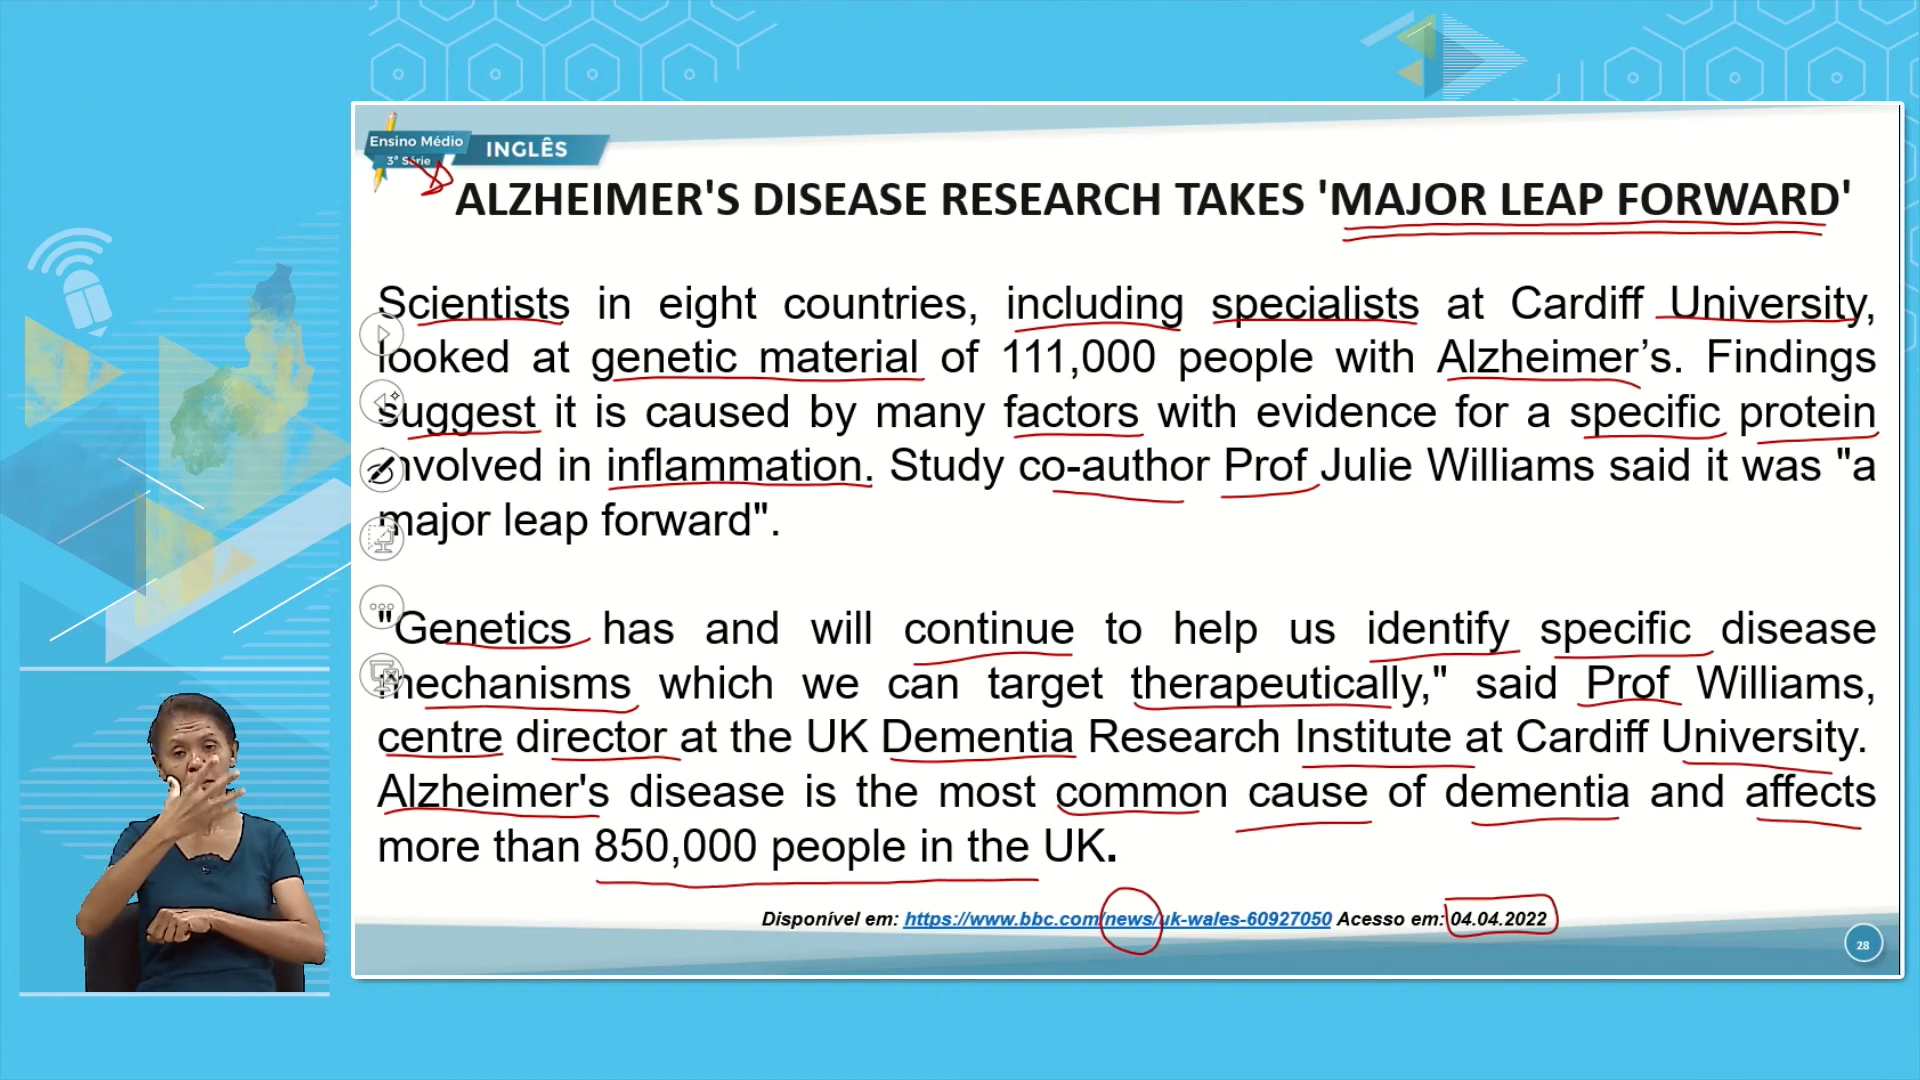 Ensino Médio
3ª Série
INGLÊS
ALZHEIMER'S DISEASE RESEARCH TAKES 'MAJOR LEAP FORWARD'
Scientists in eight countries, including specialists at Cardiff University,
looked at genetic material of 111,000 people with Alzheimer’s. Findings
suggest it is caused by many factors with evidence for a specific protein
involved in inflammation. Study co-author Prof Julie Williams said it was "a
major leap forward".
"Genetics has and will continue to help us identify specific disease
mechanisms which we can target therapeutically," said Prof Williams,
centre director at the UK Dementia Research Institute at Cardiff University.
Alzheimer's disease is the most common cause of dementia and affects
more than 850,000 people in the UK.
Disponível em: https://www.bbc.com/news/uk-wales-60927050 Acesso em: 04.04.2022
28